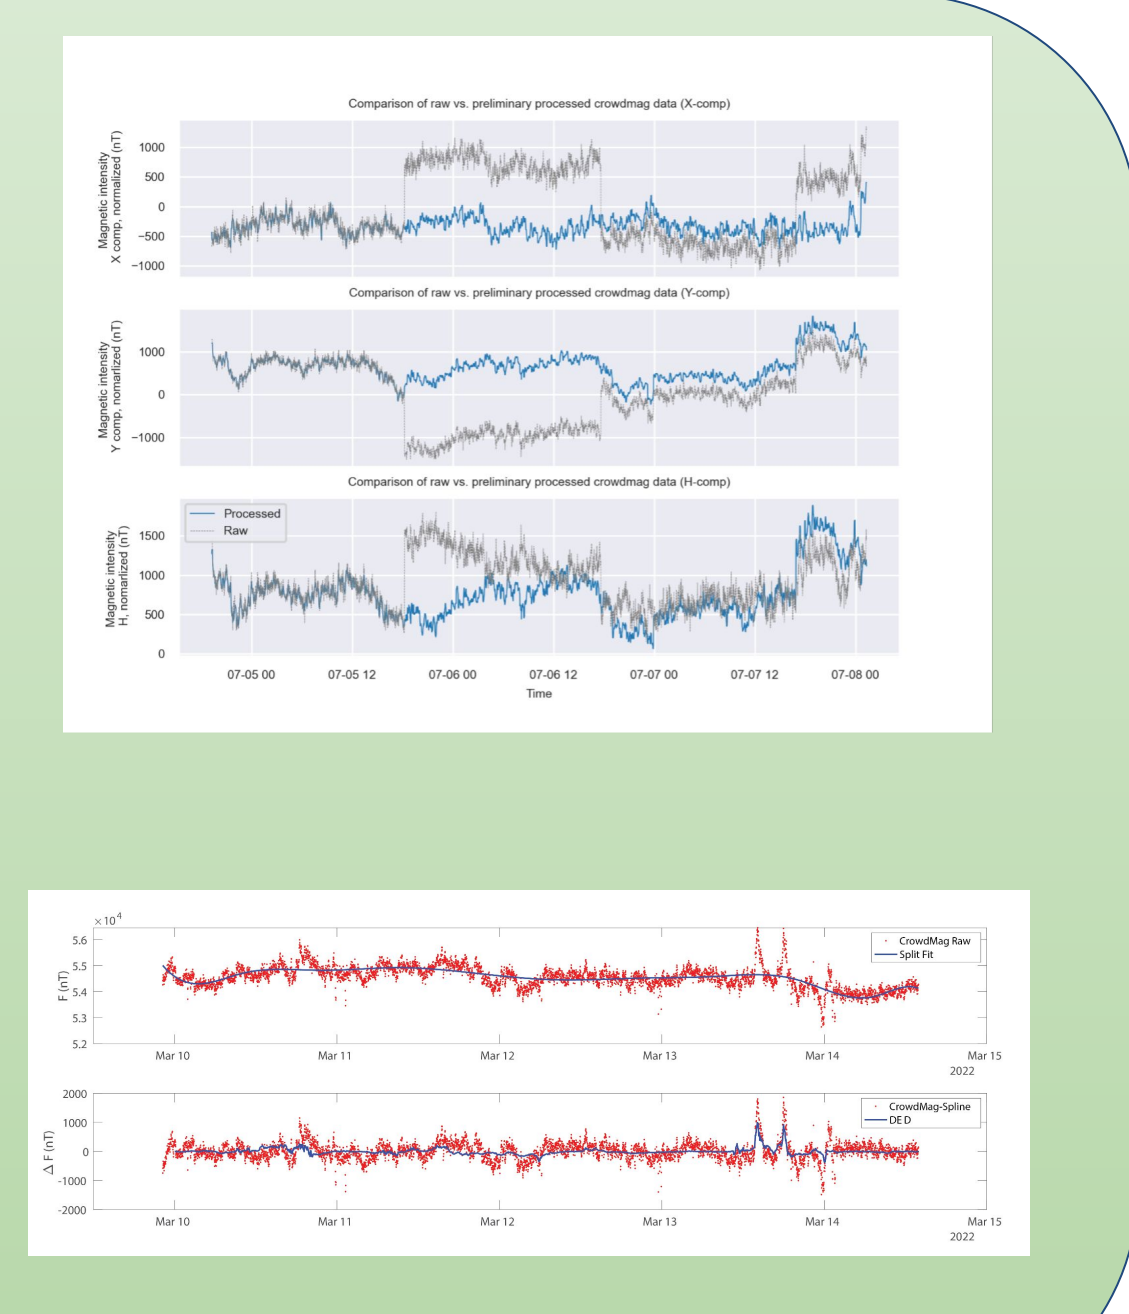 Comparison of raw vs. preliminary processed crowdmag data (X-comp)
Magnetic intensity
X comp, normalized (nT)
1000
500
0
−500
−1000
Comparison of raw vs. preliminary processed crowdmag data (Y-comp)
Magnetic intensity
Y comp, nomarlized (nT)
1000
0
−1000
Comparison of raw vs. preliminary processed crowdmag data (H-comp)
Magnetic intensity
H, nomarlized (nT)
Processed
Raw
1500
1000
500
0
07-05 00 07-05 12 07-06 00 07-06 12 07-07 00 07-07 12 07-08 00
Time
×10⁴
F (nT)
5.6
5.5
5.4
5.3
5.2
CrowdMag Raw
Split Fit
Mar 10 Mar 11 Mar 12 Mar 13 Mar 14 Mar 15
2022
Δ F (nT)
2000
1000
0
-1000
-2000
CrowdMag-Spline
DE D
Mar 10 Mar 11 Mar 12 Mar 13 Mar 14 Mar 15
2022